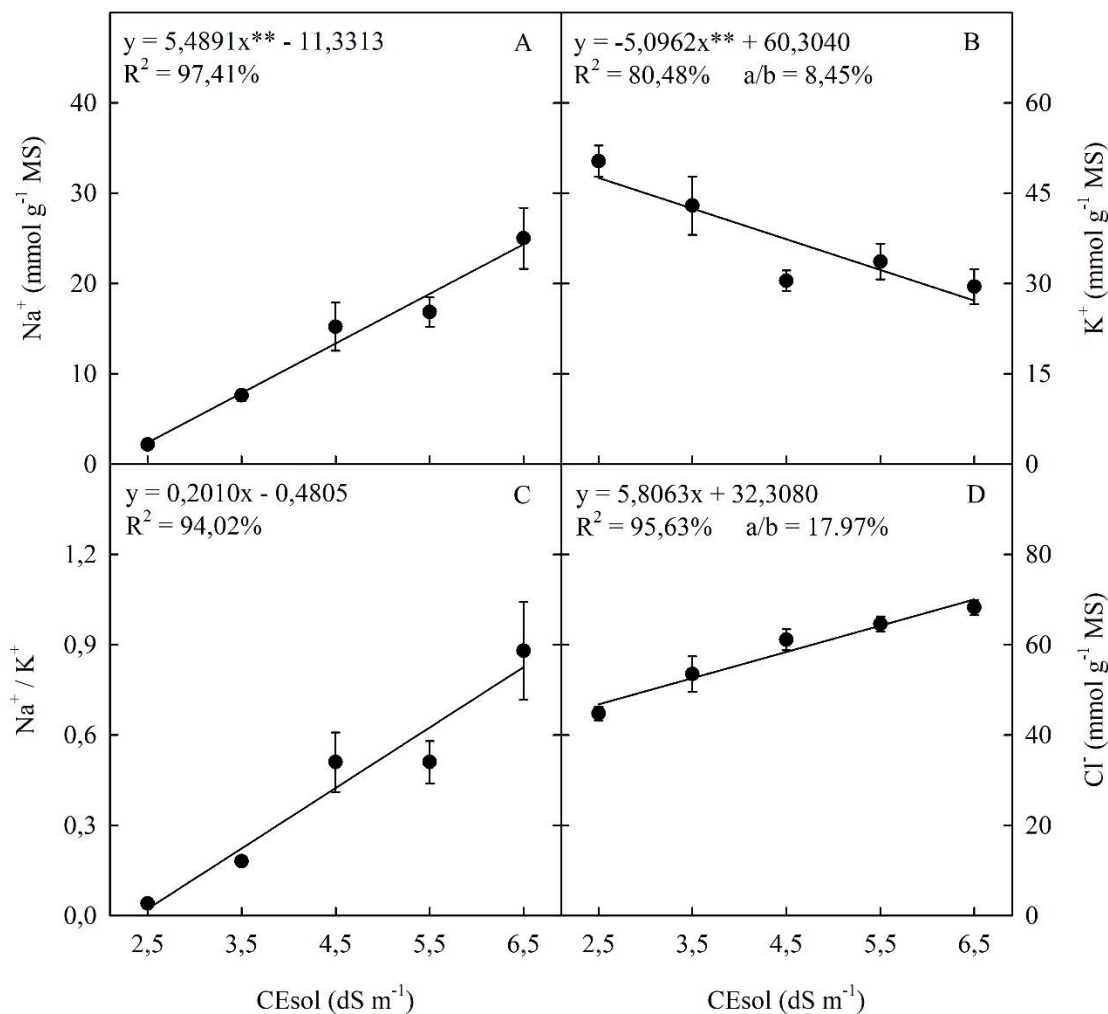 y = 5,4891x** - 11,3313
A
R² = 97,41%
40
30
20
10
0
Na⁺ (mmol g⁻¹ MS)
y = -5,0962x** + 60,3040
B
R² = 80,48% a/b = 8,45%
60
45
30
15
0
K⁺ (mmol g⁻¹ MS)
y = 0,2010x - 0,4805
C
R² = 94,02%
1,2
0,9
0,6
0,3
0,0
Na⁺ / K⁺
2,5 3,5 4,5 5,5 6,5
CEsol (dS m⁻¹)
y = 5,8063x + 32,3080
D
R² = 95,63% a/b = 17.97%
80
60
40
20
0
Cl⁻ (mmol g⁻¹ MS)
2,5 3,5 4,5 5,5 6,5
CEsol (dS m⁻¹)